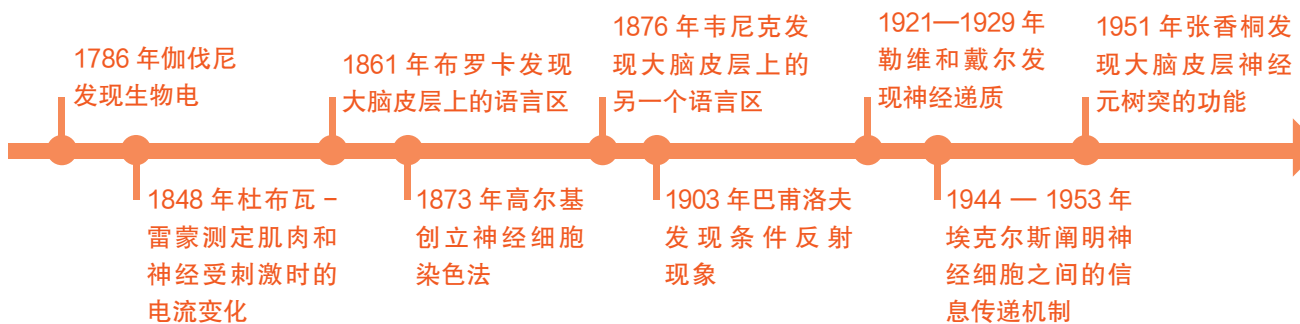 1786 年伽伐尼
发现生物电
1848 年杜布瓦-
雷蒙测定肌肉和
神经受刺激时的
电流变化
1861 年布罗卡发现
大脑皮层上的语言区
1873 年高尔基
创立神经细胞
染色法
1876 年韦尼克发
现大脑皮层上的
另一个语言区
1903 年巴甫洛夫
发现条件反射
现象
1921—1929 年
勒维和戴尔发
现神经递质
1944 — 1953 年
埃克尔斯阐明神
经细胞之间的信
息传递机制
1951 年张香桐发
现大脑皮层神经
元树突的功能